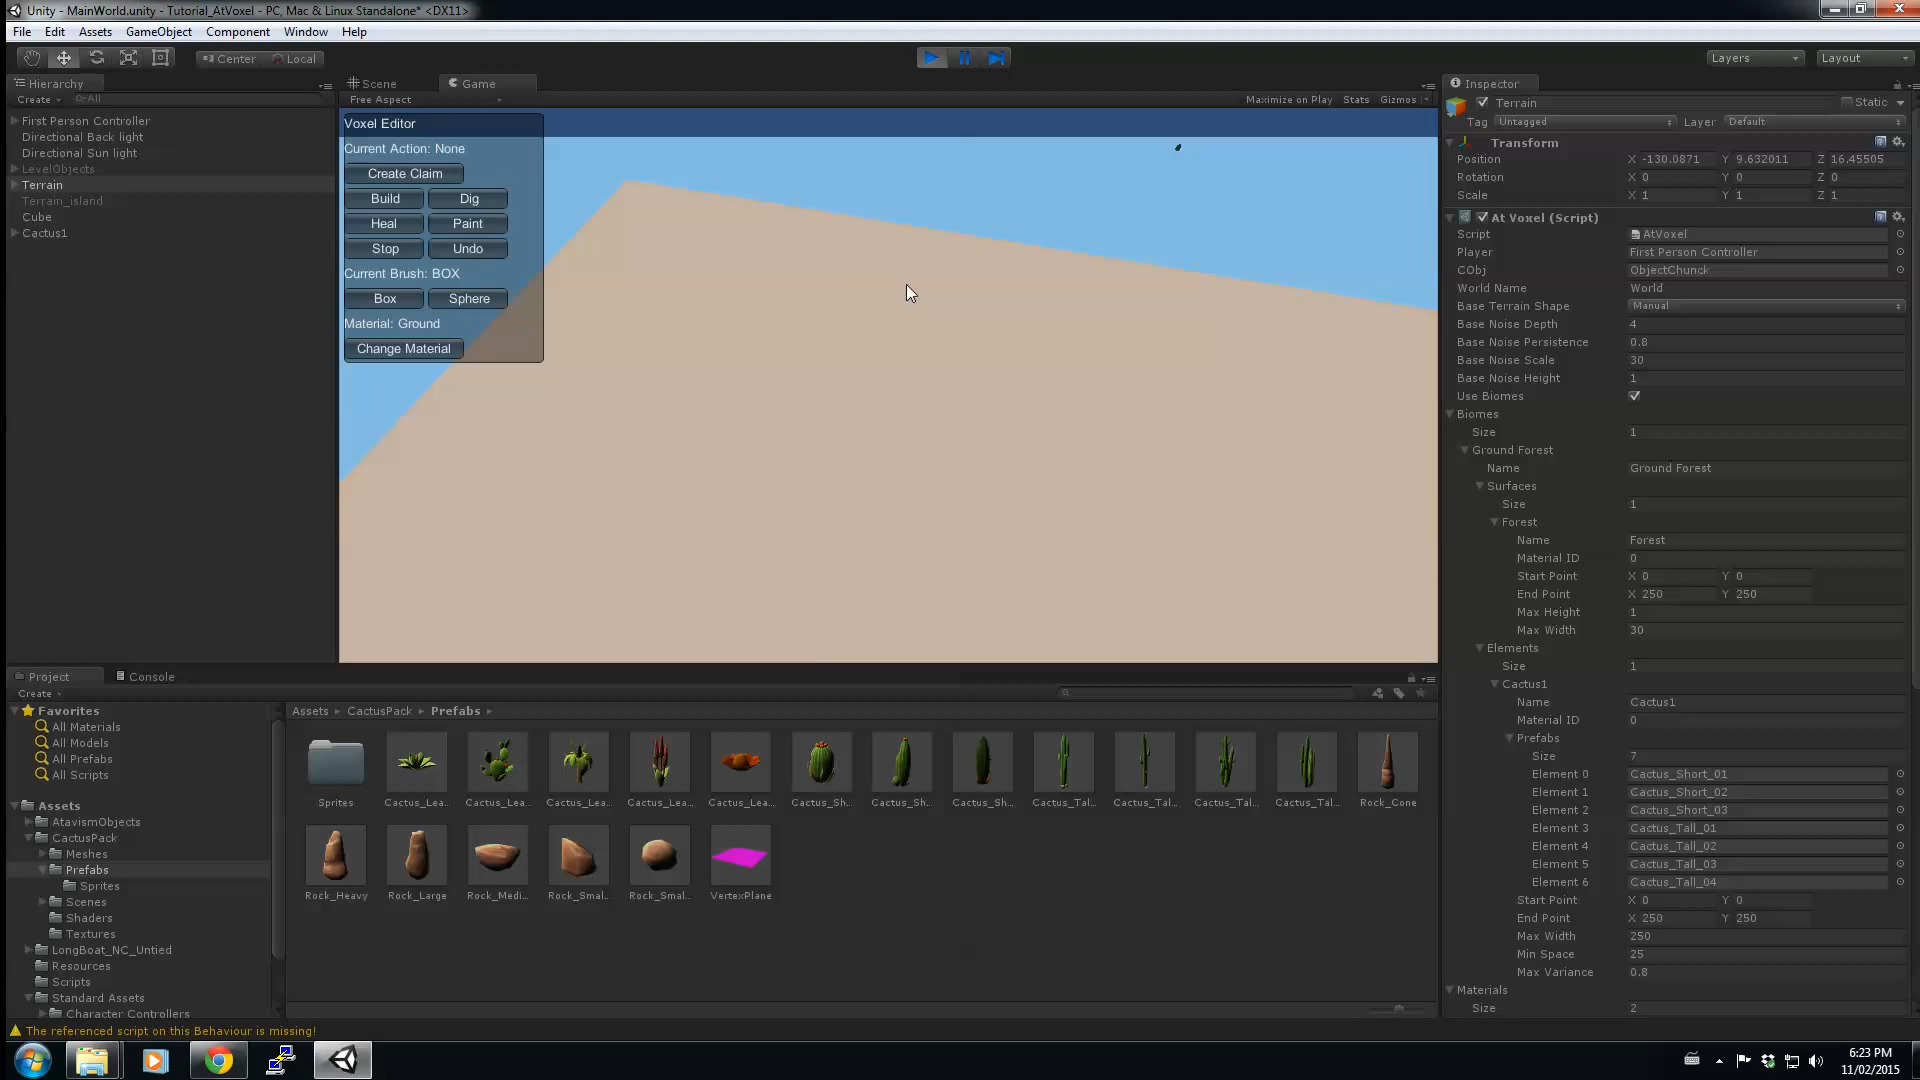 Unity - MainWorld.unity - Tutorial_AtVoxel - PC, Mac & Linux Standalone* <DX11>
File Edit Assets GameObject Component Window Help
Center Local Layers Layout
Hierarchy
Create All
First Person Controller
Directional Back light
Directional Sun light
LevelObjects
Terrain
Terrain_island
Cube
Cactus1
Scene Game
Free Aspect Maximize on Play Stats Gizmos
Voxel Editor
Current Action: None
Create Claim
Build Dig
Heal Paint
Stop Undo
Current Brush: BOX
Box Sphere
Material: Ground
Change Material
Inspector
Terrain Static
Tag Untagged Layer Default
Transform
Position X -130.0871 Y 9.632011 Z 16.45505
Rotation X 0 Y 0 Z 0
Scale X 1 Y 1 Z 1
At Voxel (Script)
Script AtVoxel
Player First Person Controller
CObj ObjectChunck
World Name World
Base Terrain Shape Manual
Base Noise Depth 4
Base Noise Persistence 0.8
Base Noise Scale 30
Base Noise Height 1
Use Biomes
Biomes
Size 1
Ground Forest
Name Ground Forest
Surfaces
Size 1
Forest
Name Forest
Material ID 0
Start Point X 0 Y 0
End Point X 250 Y 250
Max Height 1
Max Width 30
Elements
Size 1
Cactus1
Name Cactus1
Material ID 0
Prefabs
Size 7
Element 0 Cactus_Short_01
Element 1 Cactus_Short_02
Element 2 Cactus_Short_03
Element 3 Cactus_Tall_01
Element 4 Cactus_Tall_02
Element 5 Cactus_Tall_03
Element 6 Cactus_Tall_04
Start Point X 0 Y 0
End Point X 250 Y 250
Max Width 250
Min Space 25
Max Variance 0.8
Materials
Size 2
Project Console
Create
Favorites
All Materials
All Models
All Prefabs
All Scripts
Assets
AtavismObjects
CactusPack
Meshes
Prefabs
Sprites
Scenes
Shaders
Textures
LongBoat_NC_Untied
Resources
Scripts
Standard Assets
Character Controllers
Assets CactusPack Prefabs
Sprites Cactus_Lea... Cactus_Lea... Cactus_Lea... Cactus_Lea... Cactus_Lea... Cactus_Sh... Cactus_Sh... Cactus_Sh... Cactus_Tal... Cactus_Tal... Cactus_Tal... Cactus_Tal... Rock_Cone
Rock_Heavy Rock_Large Rock_Medi... Rock_Smal... Rock_Smal... VertexPlane
The referenced script on this Behaviour is missing!
6:23 PM
11/02/2015